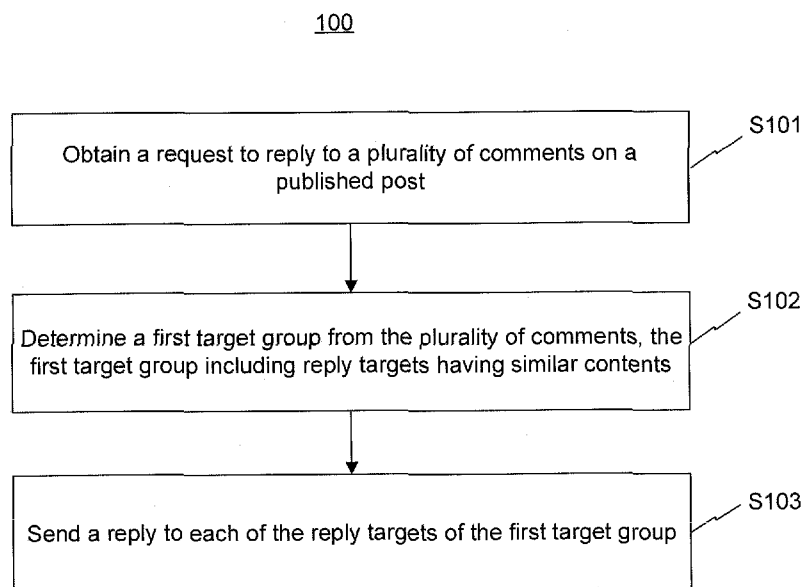 100
S101
Obtain a request to reply to a plurality of comments on a
published post
S102
Determine a first target group from the plurality of comments, the
first target group including reply targets having similar contents
S103
Send a reply to each of the reply targets of the first target group